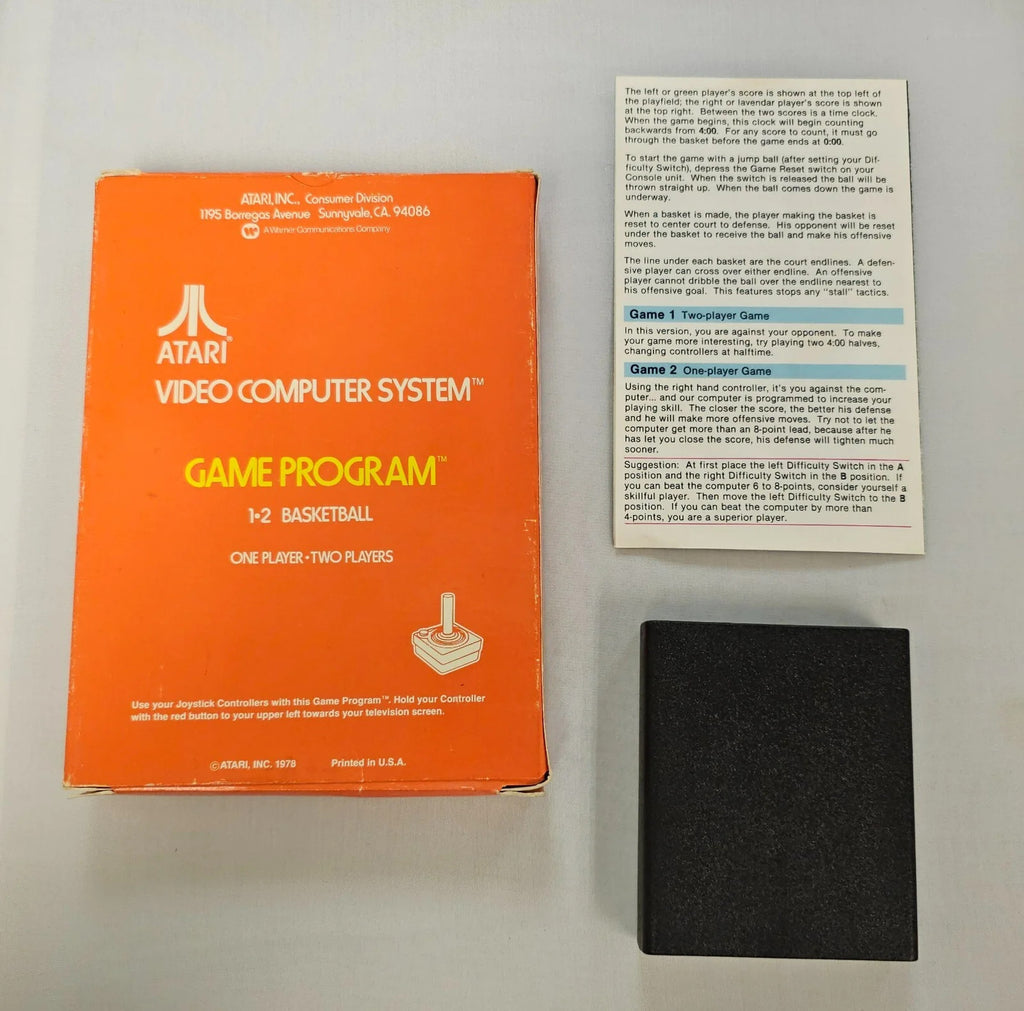 ATARI, INC., Consumer Division
1195 Borregas Avenue Sunnyvale, CA. 94086
A Warner Communications Company
ATARI®
VIDEO COMPUTER SYSTEM™
GAME PROGRAM™
1•2 BASKETBALL
ONE PLAYER•TWO PLAYERS
Use your Joystick Controllers with this Game Program™. Hold your Controller
with the red button to your upper left towards your television screen.
©ATARI, INC. 1978 Printed in U.S.A.
The left or green player's score is shown at the top left of
the playfield; the right or lavendar player's score is shown
at the top right. Between the two scores is a time clock.
When the game begins, this clock will begin counting
backwards from 4:00. For any score to count, it must go
through the basket before the game ends at 0:00.
To start the game with a jump ball (after setting your Dif-
ficulty Switch), depress the Game Reset switch on your
Console unit. When the switch is released the ball will be
thrown straight up. When the ball comes down the game is
underway.
When a basket is made, the player making the basket is
reset to center court to defense. His opponent will be reset
under the basket to receive the ball and make his offensive
moves.
The line under each basket are the court endlines. A defen-
sive player can cross over either endline. An offensive
player cannot dribble the ball over the endline nearest to
his offensive goal. This features stops any "stall" tactics.
Game 1 Two-player Game
In this version, you are against your opponent. To make
your game more interesting, try playing two 4:00 halves,
changing controllers at halftime.
Game 2 One-player Game
Using the right hand controller, it's you against the com-
puter... and our computer is programmed to increase your
playing skill. The closer the score, the better his defense
and he will make more offensive moves. Try not to let the
computer get more than an 8-point lead, because after he
has let you close the score, his defense will tighten much
sooner.
Suggestion: At first place the left Difficulty Switch in the A
position and the right Difficulty Switch in the B position. If
you can beat the computer 6 to 8-points, consider yourself a
skillful player. Then move the left Difficulty Switch to the B
position. If you can beat the computer by more than
4-points, you are a superior player.